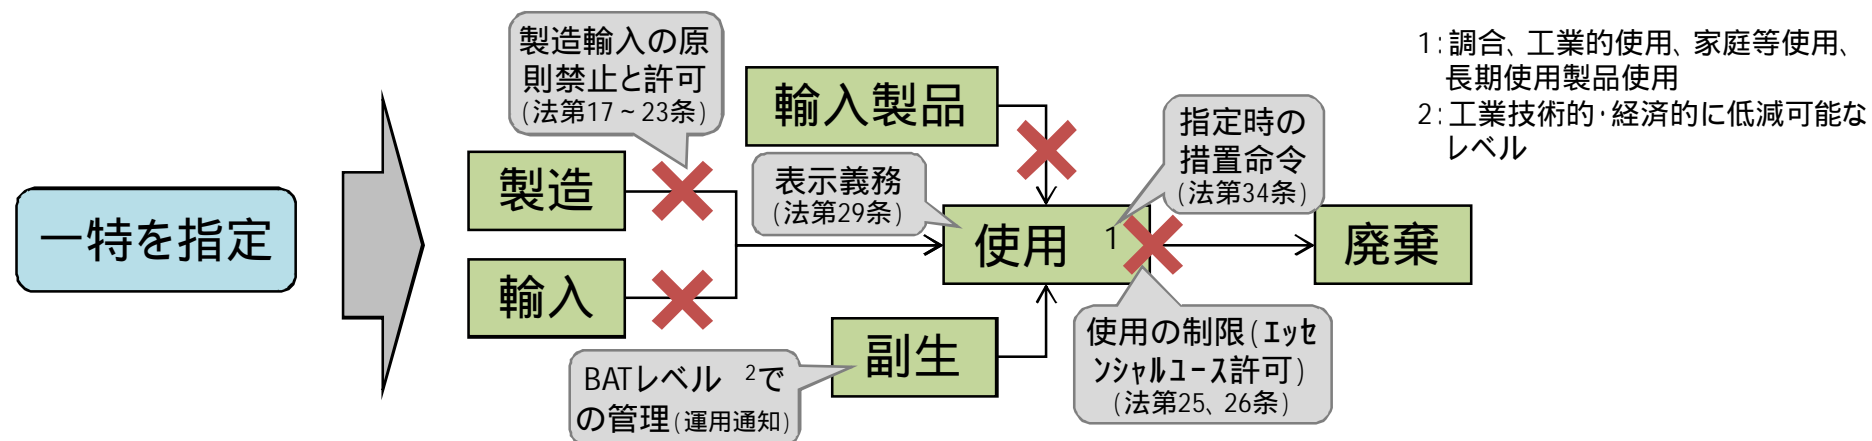 一特を指定
製造輸入の原
則禁止と許可
(法第17～23条)
製造
輸入
輸入製品
表示義務
(法第29条)
指定時の
措置命令
(法第34条)
使用 1
廃棄
副生
BATレベル 2で
の管理(運用通知)
使用の制限(エッセ
ンシャルユース許可)
(法第25、26条)
1:調合、工業的使用、家庭等使用、
長期使用製品使用
2:工業技術的・経済的に低減可能な
レベル